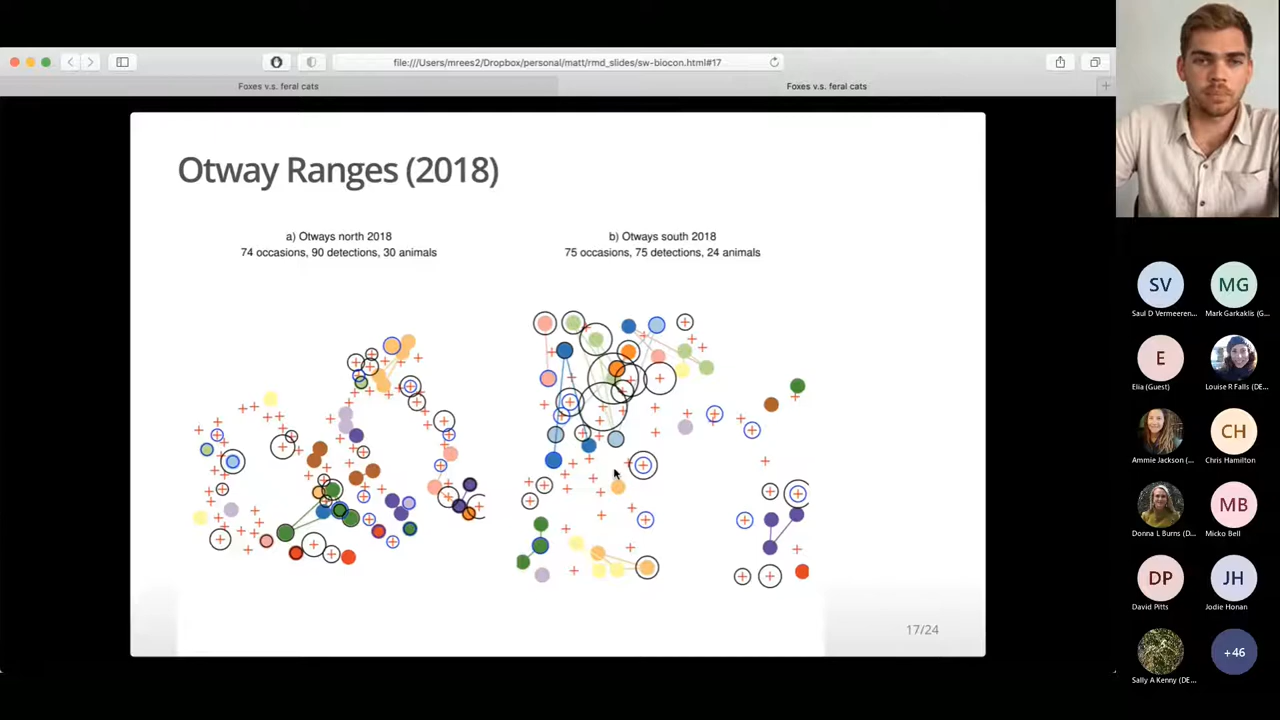 file:///Users/mrees2/Dropbox/personal/matt/rmd_slides/sw-biocon.html#17
Foxes v.s. feral cats
Foxes v.s. feral cats
Otway Ranges (2018)
a) Otways north 2018
74 occasions, 90 detections, 30 animals
b) Otways south 2018
75 occasions, 75 detections, 24 animals
17/24
SV
MG
Saul D Vermeeren...
Mark Garkaklis (G...
E
Elia (Guest)
Louise R Falls (DE...
CH
Ammie Jackson (...
Chris Hamilton
MB
Donna L Burns (D...
Micko Bell
DP
JH
David Pitts
Jodie Honan
+46
Sally A Kenny (DE...